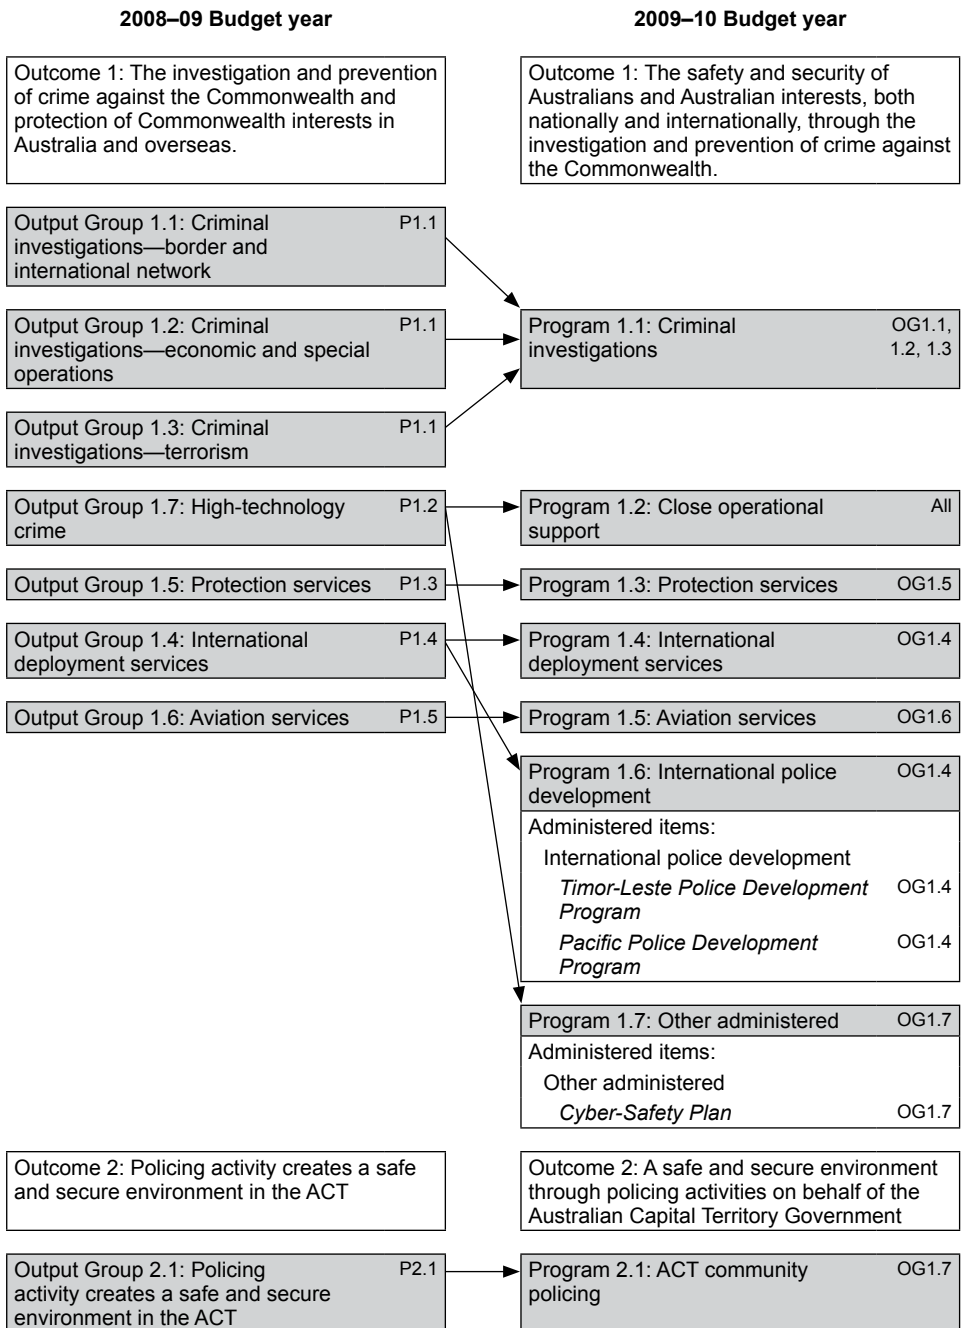 2008–09 Budget year
2009–10 Budget year
Outcome 1: The investigation and prevention
of crime against the Commonwealth and
protection of Commonwealth interests in
Australia and overseas.
Outcome 1: The safety and security of
Australians and Australian interests, both
nationally and internationally, through the
investigation and prevention of crime against
the Commonwealth.
Output Group 1.1: Criminal P1.1
investigations—border and
international network
Output Group 1.2: Criminal P1.1
investigations—economic and special
operations
Program 1.1: Criminal OG1.1,
investigations 1.2, 1.3
Output Group 1.3: Criminal P1.1
investigations—terrorism
Output Group 1.7: High-technology P1.2
crime
Program 1.2: Close operational All
support
Output Group 1.5: Protection services P1.3
Program 1.3: Protection services OG1.5
Output Group 1.4: International P1.4
deployment services
Program 1.4: International OG1.4
deployment services
Output Group 1.6: Aviation services P1.5
Program 1.5: Aviation services OG1.6
Program 1.6: International police OG1.4
development
Administered items:
International police development
Timor-Leste Police Development OG1.4
Program
Pacific Police Development OG1.4
Program
Program 1.7: Other administered OG1.7
Administered items:
Other administered
Cyber-Safety Plan OG1.7
Outcome 2: Policing activity creates a safe
and secure environment in the ACT
Outcome 2: A safe and secure environment
through policing activities on behalf of the
Australian Capital Territory Government
Output Group 2.1: Policing P2.1
activity creates a safe and secure
environment in the ACT
Program 2.1: ACT community OG1.7
policing